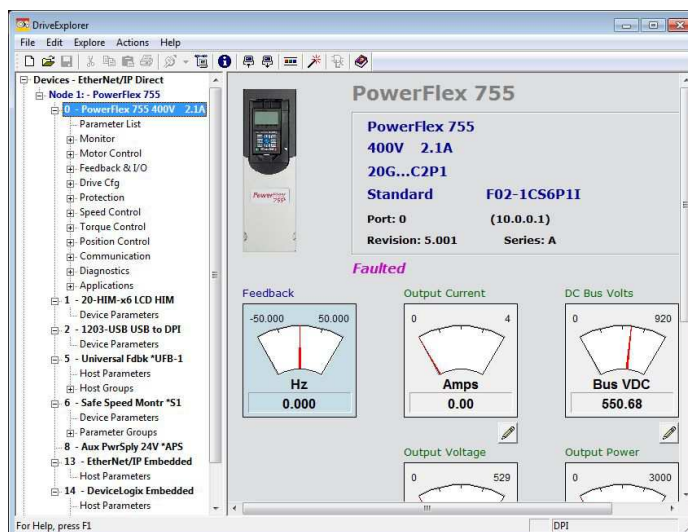 DriveExplorer
File Edit Explore Actions Help
Devices - EtherNet/IP Direct
Node 1: - PowerFlex 755
0 - PowerFlex 755 400V 2.1A
Parameter List
Monitor
Motor Control
Feedback & I/O
Drive Cfg
Protection
Speed Control
Torque Control
Position Control
Communication
Diagnostics
Applications
1 - 20-HIM-x6 LCD HIM
Device Parameters
2 - 1203-USB USB to DPI
Device Parameters
5 - Universal Fdbk *UFB-1
Host Parameters
Host Groups
6 - Safe Speed Montr *S1
Device Parameters
Parameter Groups
8 - Aux PwrSply 24V *APS
13 - EtherNet/IP Embedded
Host Parameters
14 - DeviceLogix Embedded
Host Parameters
PowerFlex 755
PowerFlex 755
400V 2.1A
20G...C2P1
Standard F02-1CS6P1I
Port: 0 (10.0.0.1)
Revision: 5.001 Series: A
Faulted
Feedback Output Current DC Bus Volts
-50.000 50.000 0 4 0 920
Hz Amps Bus VDC
0.000 0.00 550.68
Output Voltage Output Power
0 529 0 3000
For Help, press F1 DPI